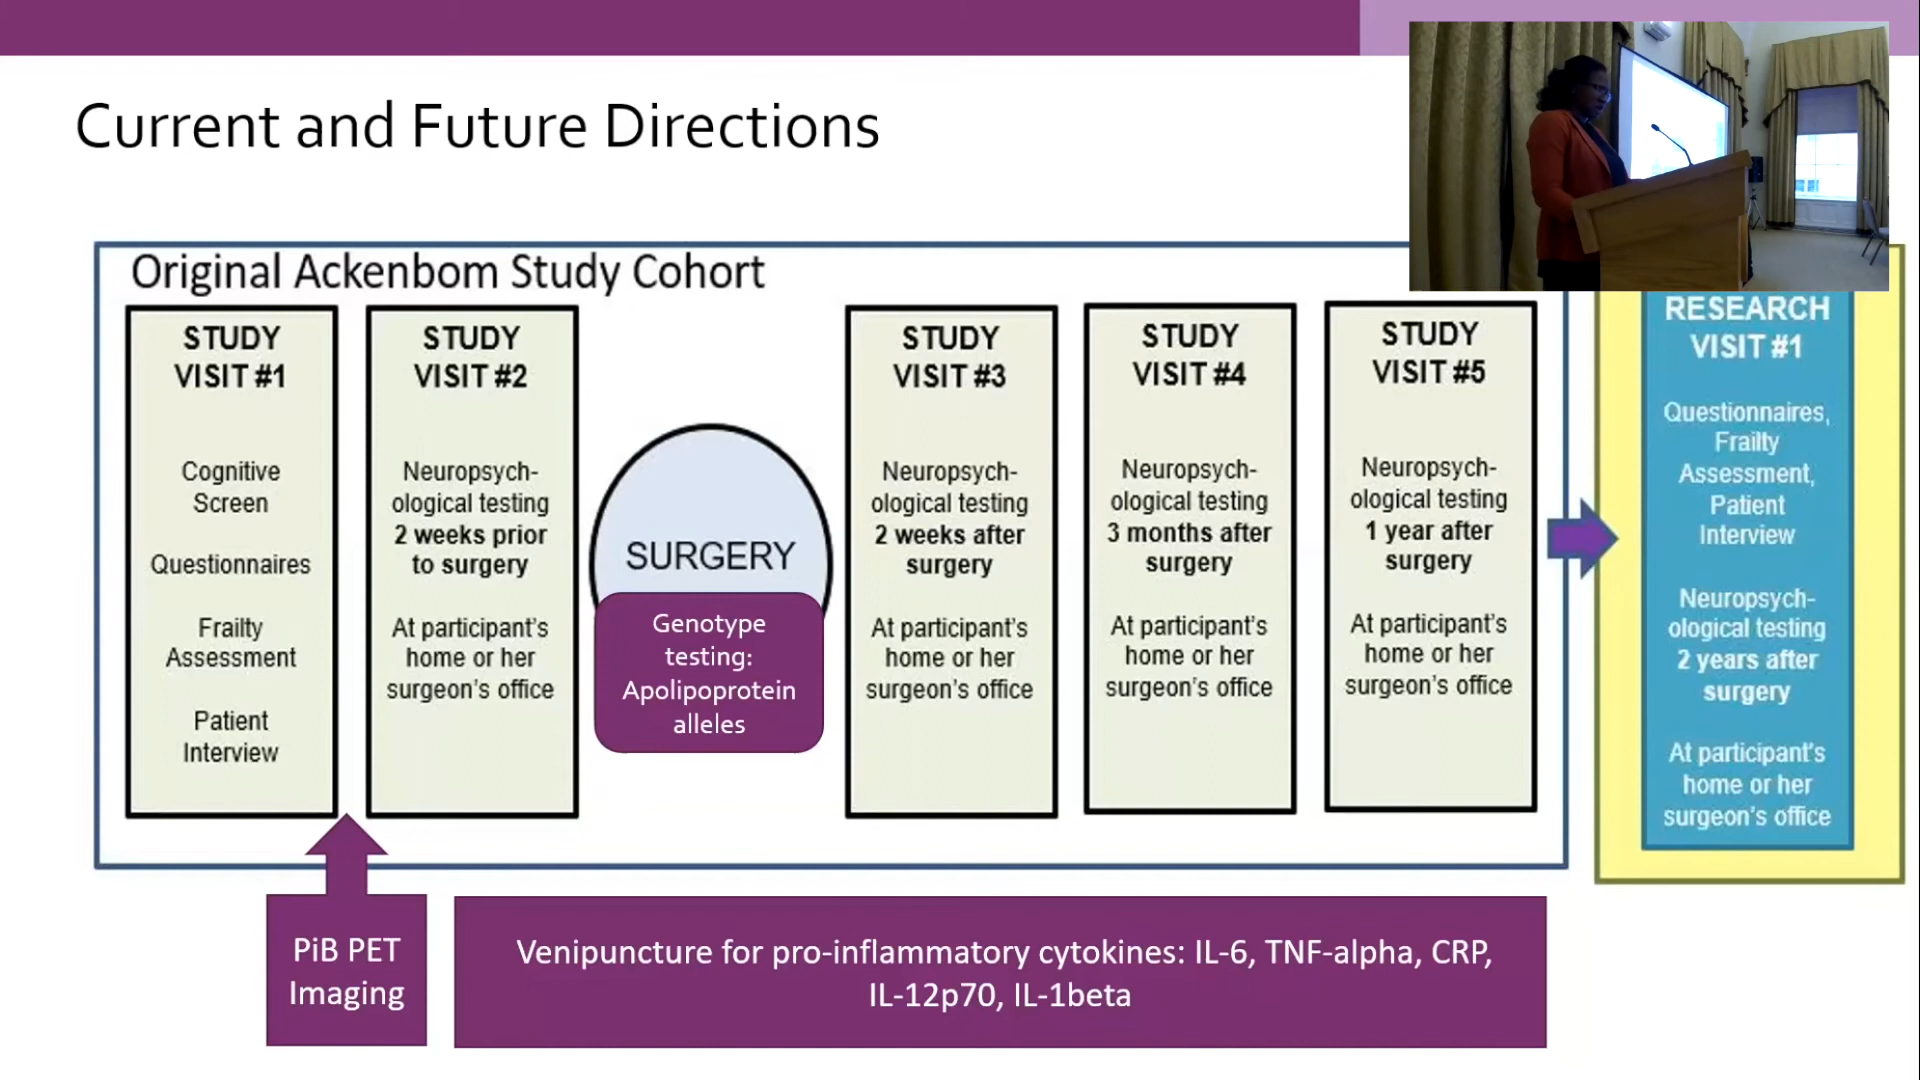 Current and Future Directions
Original Ackenbom Study Cohort
STUDY
VISIT #1
Cognitive
Screen
Questionnaires
Frailty
Assessment
Patient
Interview
STUDY
VISIT #2
Neuropsych-
ological testing
2 weeks prior
to surgery
At participant's
home or her
surgeon's office
SURGERY
Genotype
testing:
Apolipoprotein
alleles
STUDY
VISIT #3
Neuropsych-
ological testing
2 weeks after
surgery
At participant's
home or her
surgeon's office
STUDY
VISIT #4
Neuropsych-
ological testing
3 months after
surgery
At participant's
home or her
surgeon's office
STUDY
VISIT #5
Neuropsych-
ological testing
1 year after
surgery
At participant's
home or her
surgeon's office
RESEARCH
VISIT #1
Questionnaires,
Frailty
Assessment,
Patient
Interview
Neuropsych-
ological testing
2 years after
surgery
At participant's
home or her
surgeon's office
PiB PET
Imaging
Venipuncture for pro-inflammatory cytokines: IL-6, TNF-alpha, CRP,
IL-12p70, IL-1beta